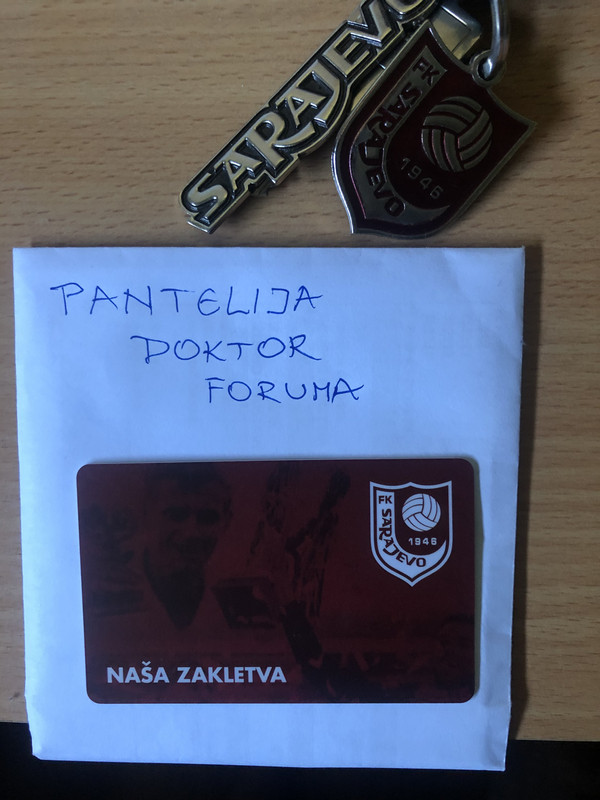 SARAJEVO
FK SARAJEVO
1946
PANTELIJA
DOKTOR
FORUMA
FK
SARAJEVO
1946
NAŠA ZAKLETVA